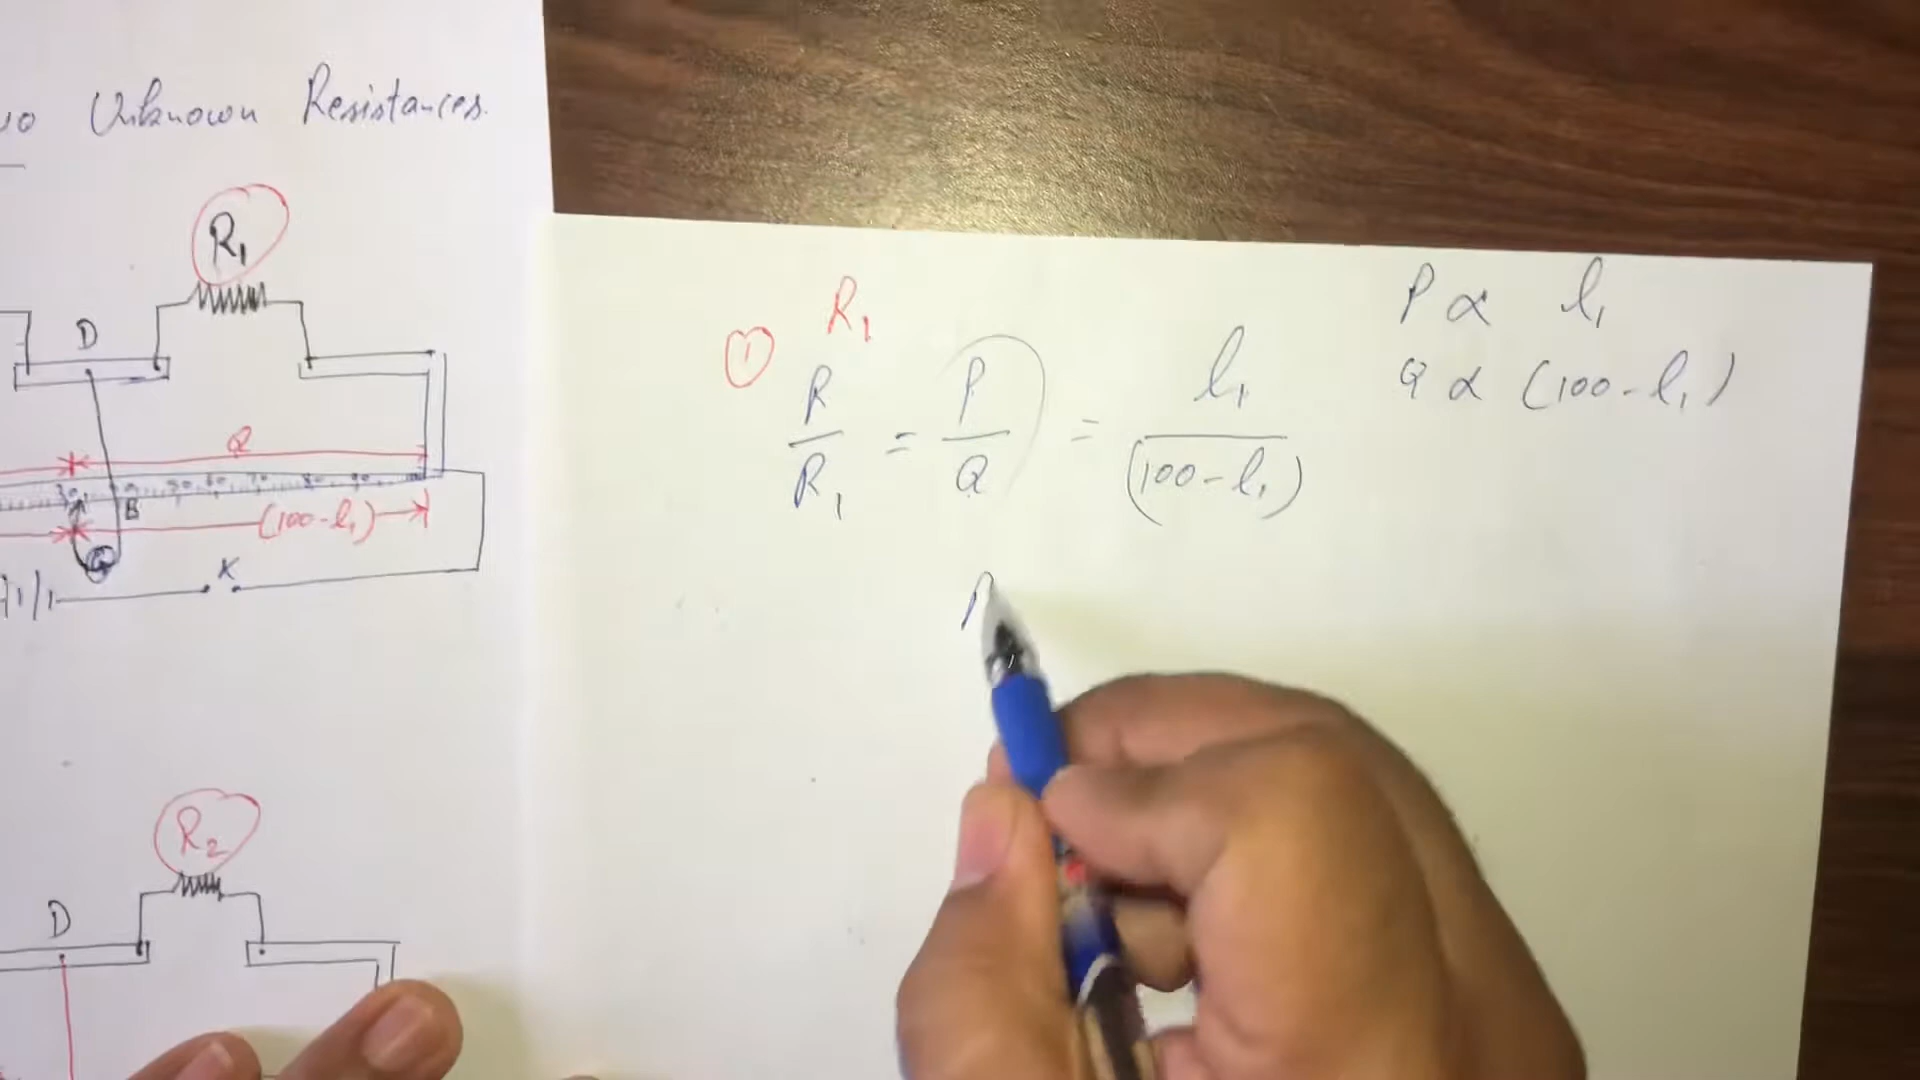 Unknown Resistances.
R₁
D
Q
B
(100-l₁)
G
K
R₂
D
① R₁
R/R₁ = P/Q = l₁/(100-l₁)
P ∝ l₁
Q ∝ (100-l₁)